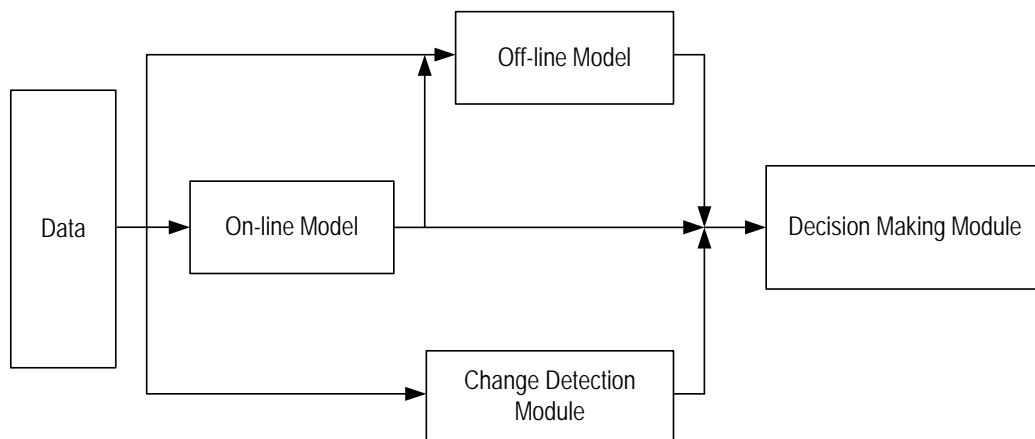 Off-line Model
Data
On-line Model
Decision Making Module
Change Detection
Module